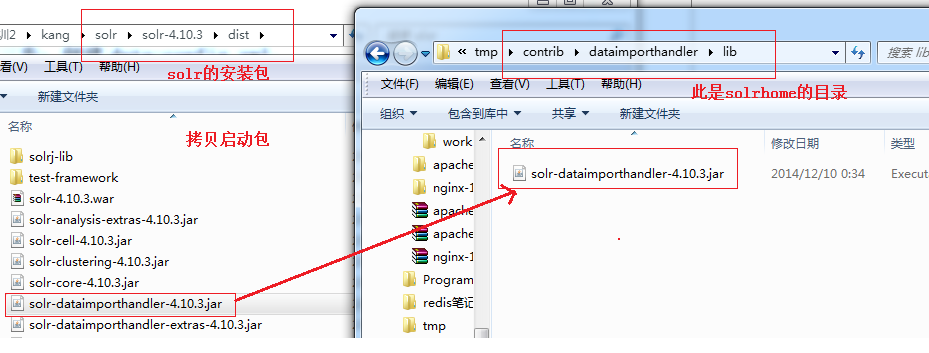 训2 kang solr solr-4.10.3 dist
看(V) 工具(T) 帮助(H)
solr的安装包
新建文件夹
拷贝启动包
名称
solrj-lib
test-framework
solr-4.10.3.war
solr-analysis-extras-4.10.3.jar
solr-cell-4.10.3.jar
solr-clustering-4.10.3.jar
solr-core-4.10.3.jar
solr-dataimporthandler-4.10.3.jar
solr-dataimporthandler-extras-4.10.3.jar
tmp contrib dataimporthandler lib
搜索 lib
文件(F) 编辑(E) 查看(V) 工具(T) 帮助(H)
此是solrhome的目录
组织 包含到库中 共享 新建文件夹
名称 修改日期 类型
work
apache
nginx-1
apache
apache
nginx-1
Program
redis笔记
tmp
solr-dataimporthandler-4.10.3.jar 2014/12/10 0:34 Execut